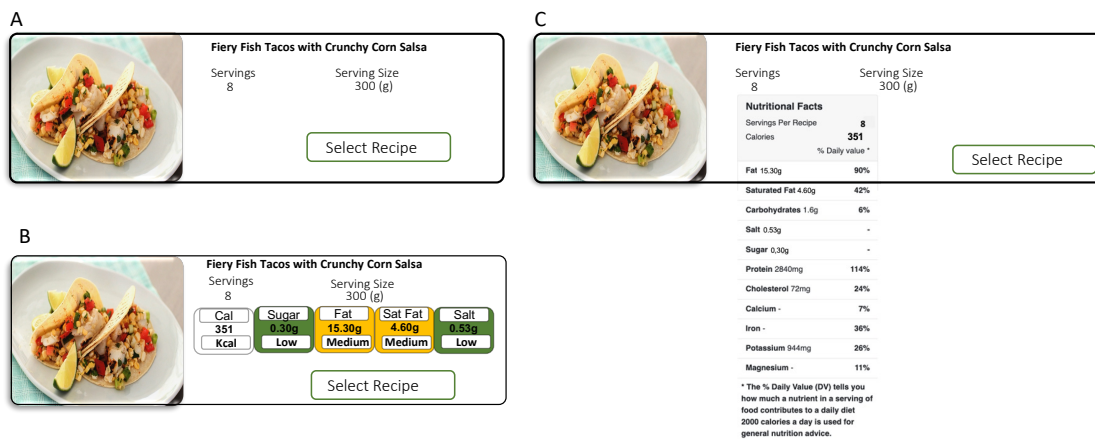 A
Fiery Fish Tacos with Crunchy Corn Salsa
Servings Serving Size
8 300 (g)
Select Recipe
B
Fiery Fish Tacos with Crunchy Corn Salsa
Servings Serving Size
8 300 (g)
Cal Sugar Fat Sat Fat Salt
351 0.30g 15.30g 4.60g 0.53g
Kcal Low Medium Medium Low
Select Recipe
C
Fiery Fish Tacos with Crunchy Corn Salsa
Servings Serving Size
8 300 (g)
Nutritional Facts
Servings Per Recipe 8
Calories 351
% Daily value *
Fat 15.30g 90%
Saturated Fat 4.60g 42%
Carbohydrates 1.6g 6%
Salt 0.53g -
Sugar 0,30g -
Protein 2840mg 114%
Cholesterol 72mg 24%
Calcium - 7%
Iron - 36%
Potassium 944mg 26%
Magnesium - 11%
* The % Daily Value (DV) tells you
how much a nutrient in a serving of
food contributes to a daily diet
2000 calories a day is used for
general nutrition advice.
Select Recipe